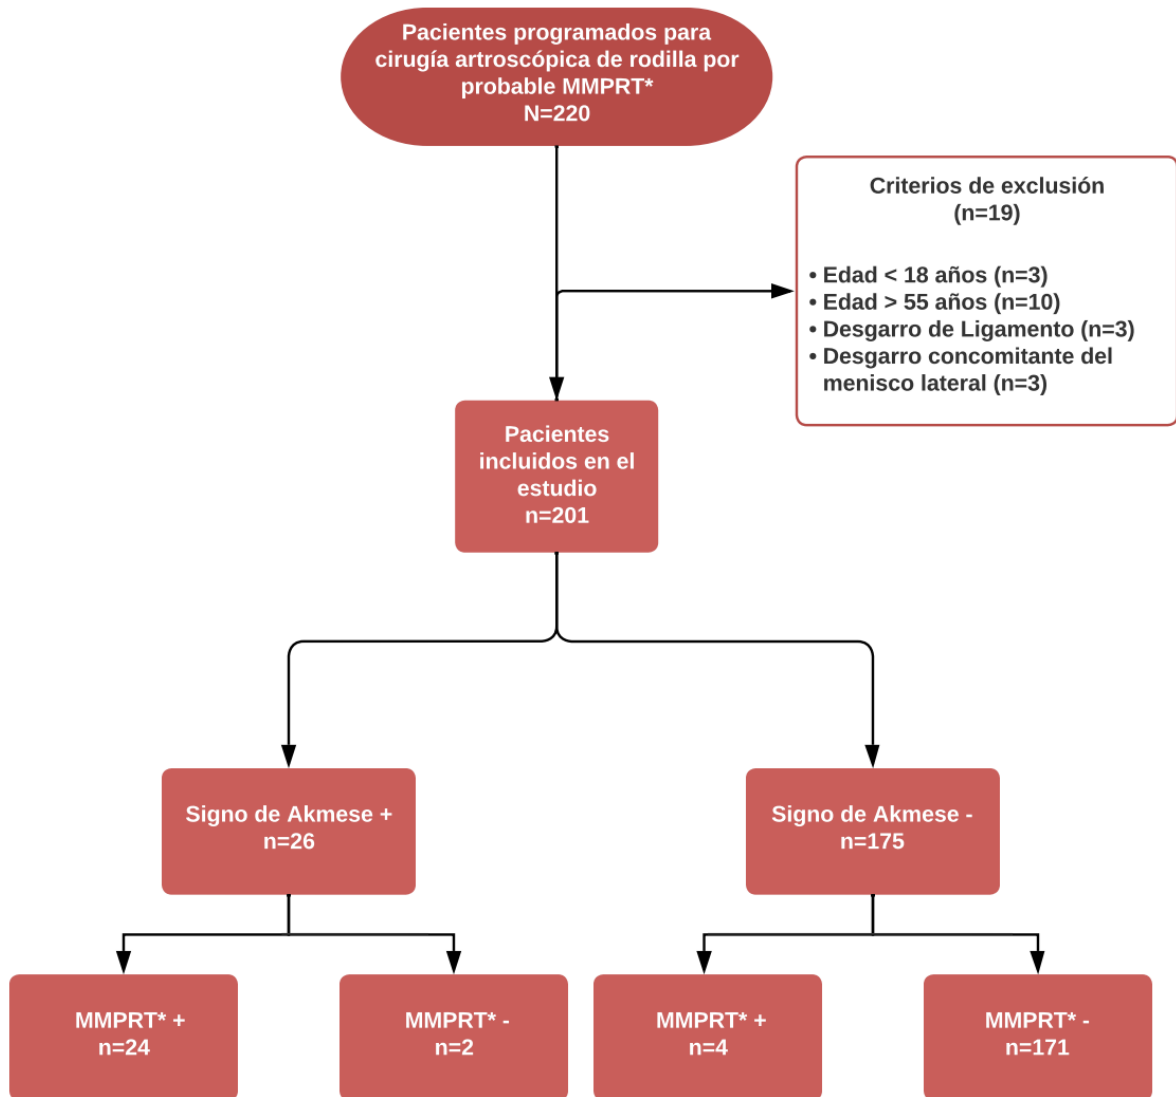 Pacientes programados para
cirugía artroscópica de rodilla por
probable MMPRT*
N=220
Criterios de exclusión
(n=19)
• Edad < 18 años (n=3)
• Edad > 55 años (n=10)
• Desgarro de Ligamento (n=3)
• Desgarro concomitante del
menisco lateral (n=3)
Pacientes
incluidos en el
estudio
n=201
Signo de Akmese +
n=26
Signo de Akmese -
n=175
MMPRT* +
n=24
MMPRT* -
n=2
MMPRT* +
n=4
MMPRT* -
n=171